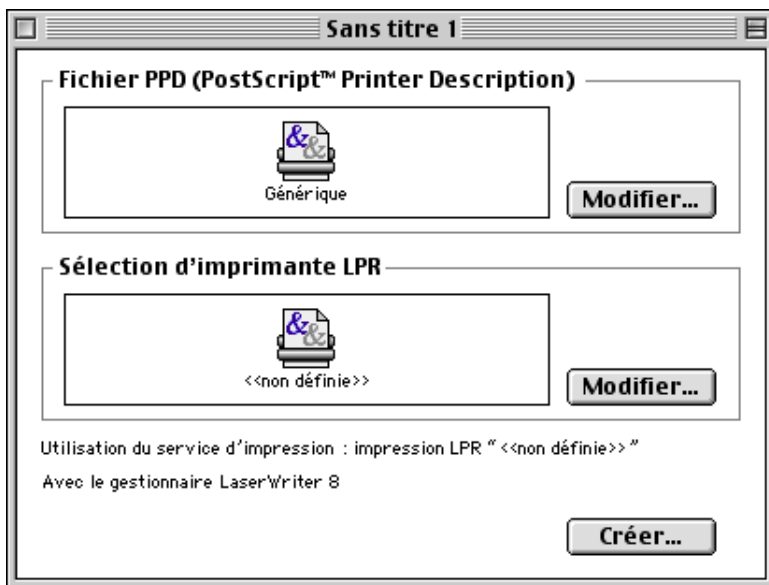 Sans titre 1
Fichier PPD (PostScript™ Printer Description)
&&
Générique
Modifier...
Sélection d'imprimante LPR
&&
<<non définie>>
Modifier...
Utilisation du service d'impression : impression LPR “ <<non définie>> ”
Avec le gestionnaire LaserWriter 8
Créer...